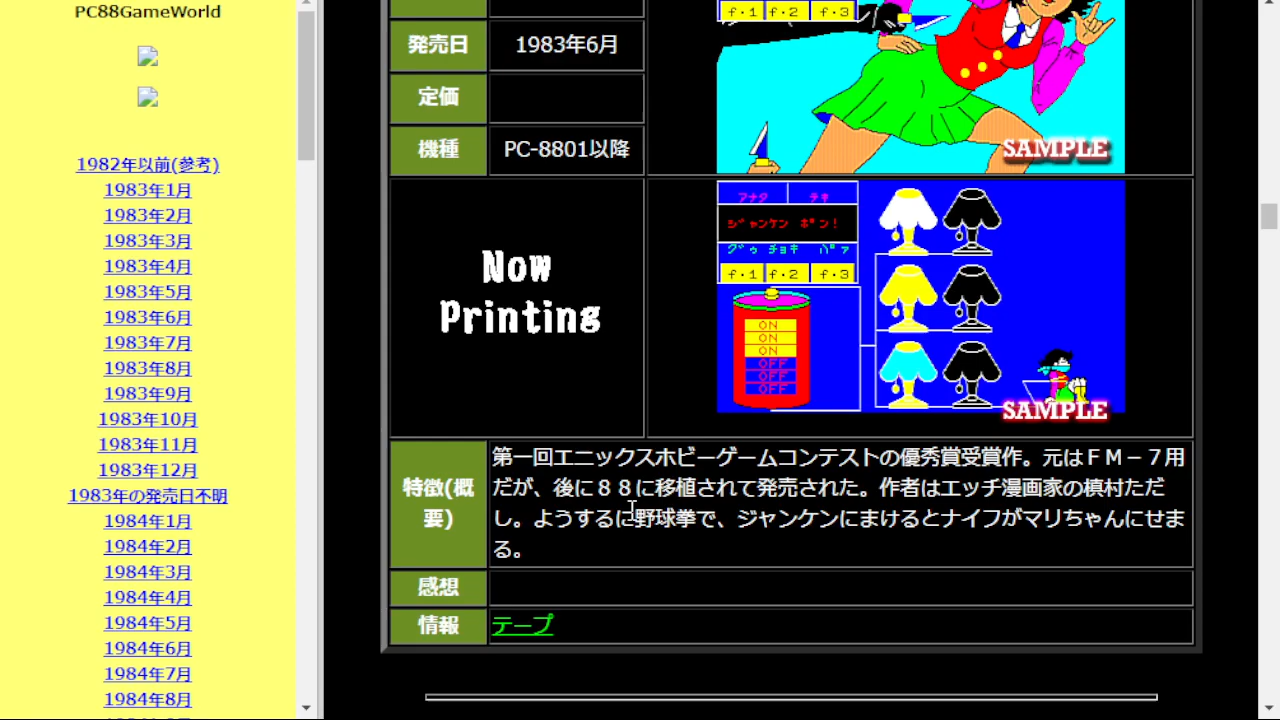 PC88GameWorld
1982年以前(参考)
1983年1月
1983年2月
1983年3月
1983年4月
1983年5月
1983年6月
1983年7月
1983年8月
1983年9月
1983年10月
1983年11月
1983年12月
1983年の発売日不明
1984年1月
1984年2月
1984年3月
1984年4月
1984年5月
1984年6月
1984年7月
1984年8月
発売日 1983年6月
定価
機種 PC-8801以降
f・1 f・2 f・3
SAMPLE
Now
Printing
アナタ テキ
ジャンケン ポン!
グゥ チョキ パァ
f・1 f・2 f・3
ON
ON
ON
OFF
OFF
OFF
SAMPLE
特徴(概要)
第一回エニックスホビーゲームコンテストの優秀賞受賞作。元はFM-7用
だが、後に88に移植されて発売された。作者はエッチ漫画家の槙村ただ
し。ようするに野球拳で、ジャンケンにまけるとナイフがマリちゃんにせま
る。
感想
情報 テープ